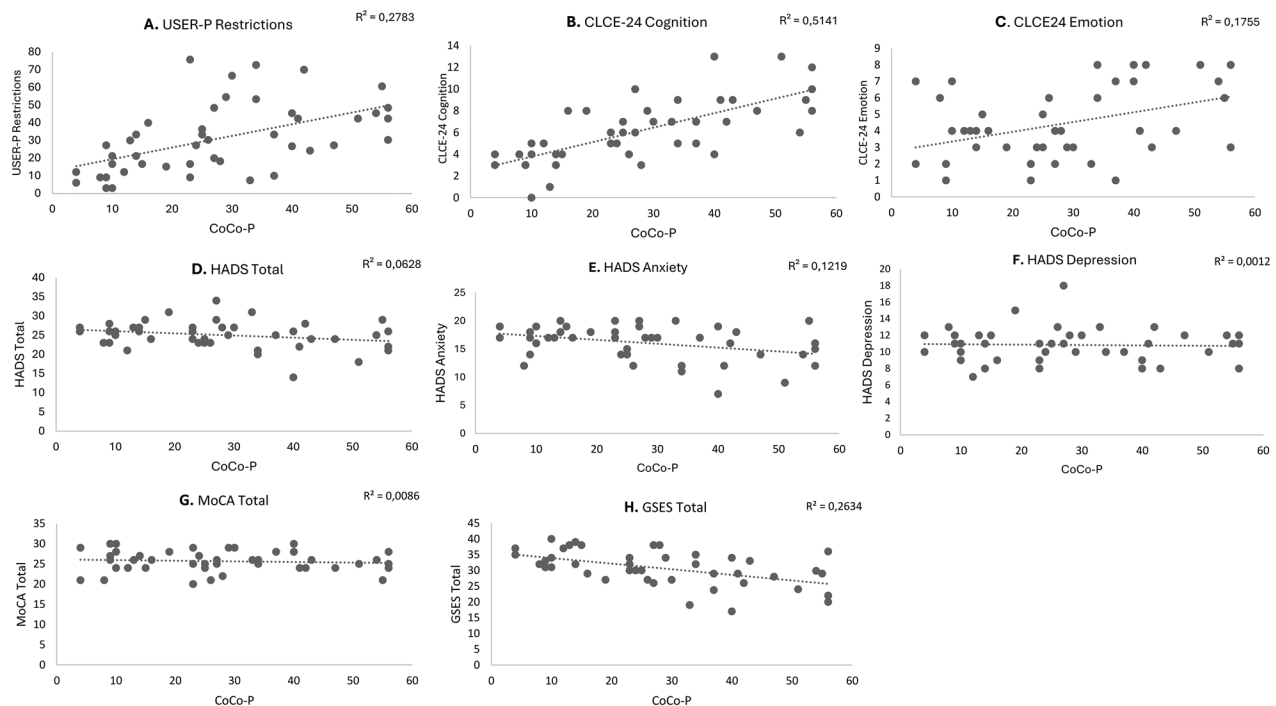 A. USER-P Restrictions
R² = 0,2783
USER-P Restrictions
80
70
60
50
40
30
20
10
0
0 10 20 30 40 50 60
CoCo-P
B. CLCE-24 Cognition
R² = 0,5141
CLCE-24 Cognition
14
12
10
8
6
4
2
0
0 10 20 30 40 50 60
CoCo-P
C. CLCE24 Emotion
R² = 0,1755
CLCE-24 Emotion
9
8
7
6
5
4
3
2
1
0
0 10 20 30 40 50 60
CoCo-P
D. HADS Total
R² = 0,0628
HADS Total
40
35
30
25
20
15
10
5
0
0 10 20 30 40 50 60
CoCo-P
E. HADS Anxiety
R² = 0,1219
HADS Anxiety
25
20
15
10
5
0
0 10 20 30 40 50 60
CoCo-P
F. HADS Depression
R² = 0,0012
HADS Depression
20
18
16
14
12
10
8
6
4
2
0
0 10 20 30 40 50 60
CoCo-P
G. MoCA Total
R² = 0,0086
MoCA Total
35
30
25
20
15
10
5
0
0 10 20 30 40 50 60
CoCo-P
H. GSES Total
R² = 0,2634
GSES Total
45
40
35
30
25
20
15
10
5
0
0 10 20 30 40 50 60
CoCo-P